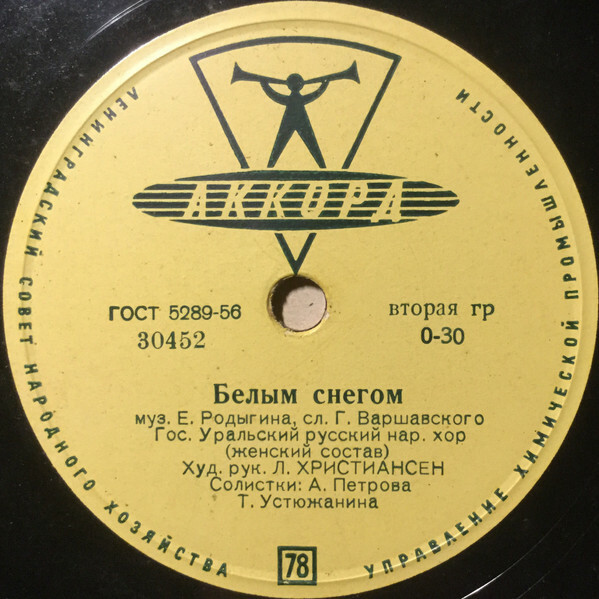 ЛЕНИНГРАДСКИЙ СОВЕТ НАРОДНОГО ХОЗЯЙСТВА
УПРАВЛЕНИЕ ХИМИЧЕСКОЙ ПРОМЫШЛЕННОСТИ
АККОРД
ГОСТ 5289-56
вторая гр
30452
0-30
Белым снегом
муз. Е. Родыгина, сл. Г. Варшавского
Гос. Уральский русский нар. хор
(женский состав)
Худ. рук. Л. ХРИСТИАНСЕН
Солистки: А. Петрова
Т. Устюжанина
78